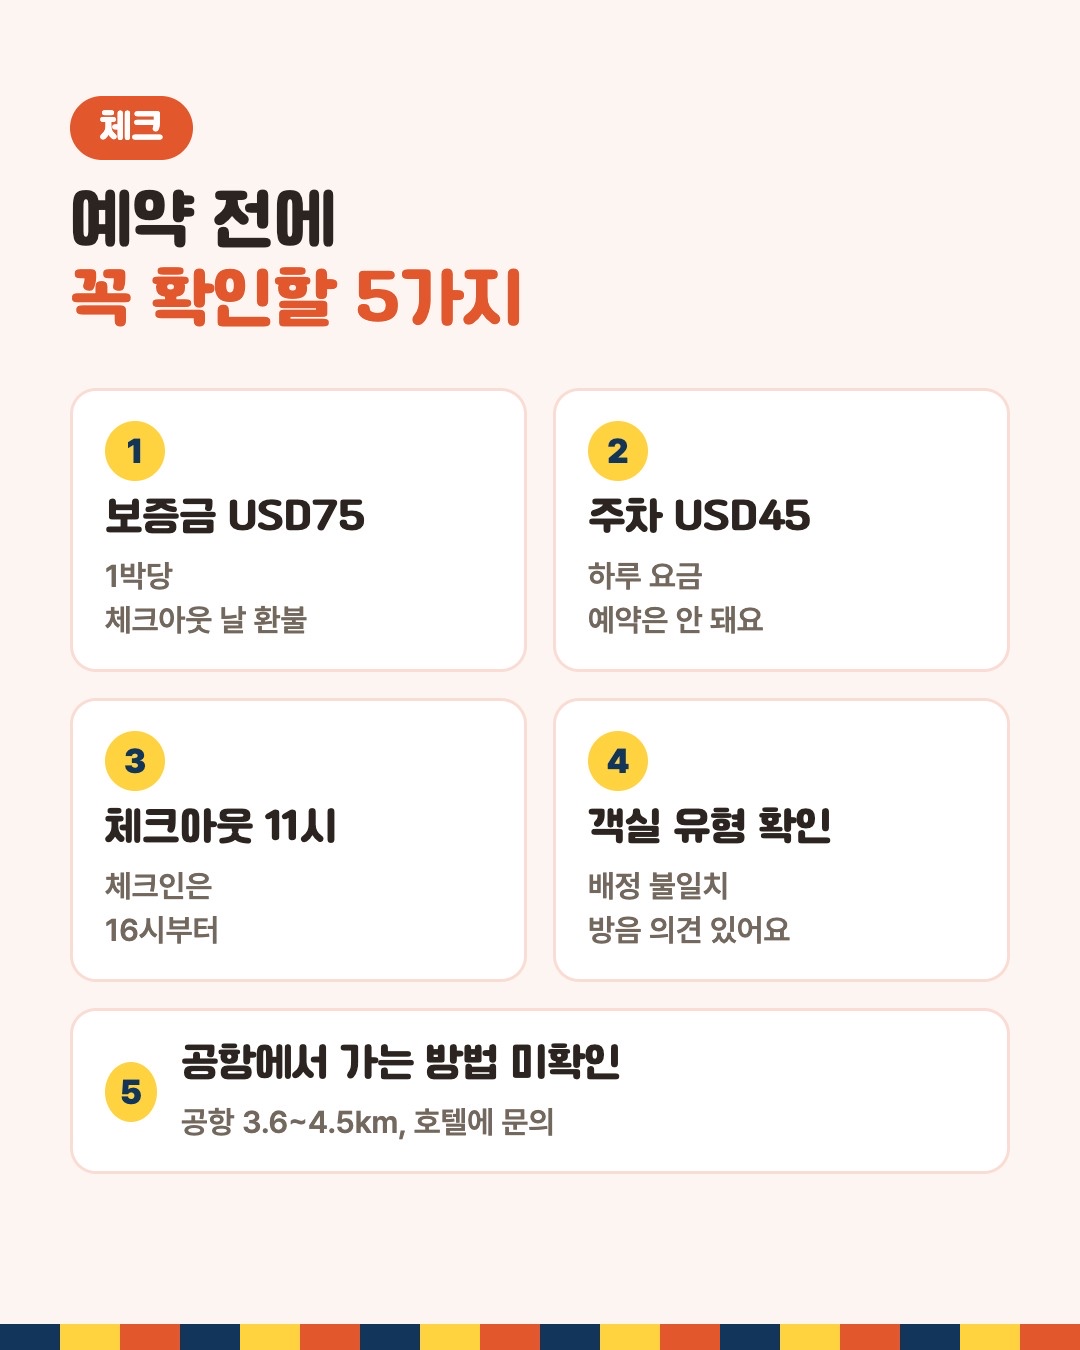 체크
예약 전에
꼭 확인할 5가지
1
보증금 USD75
1박당
체크아웃 날 환불
2
주차 USD45
하루 요금
예약은 안 돼요
3
체크아웃 11시
체크인은
16시부터
4
객실 유형 확인
배정 불일치
방음 의견 있어요
5
공항에서 가는 방법 미확인
공항 3.6~4.5km, 호텔에 문의